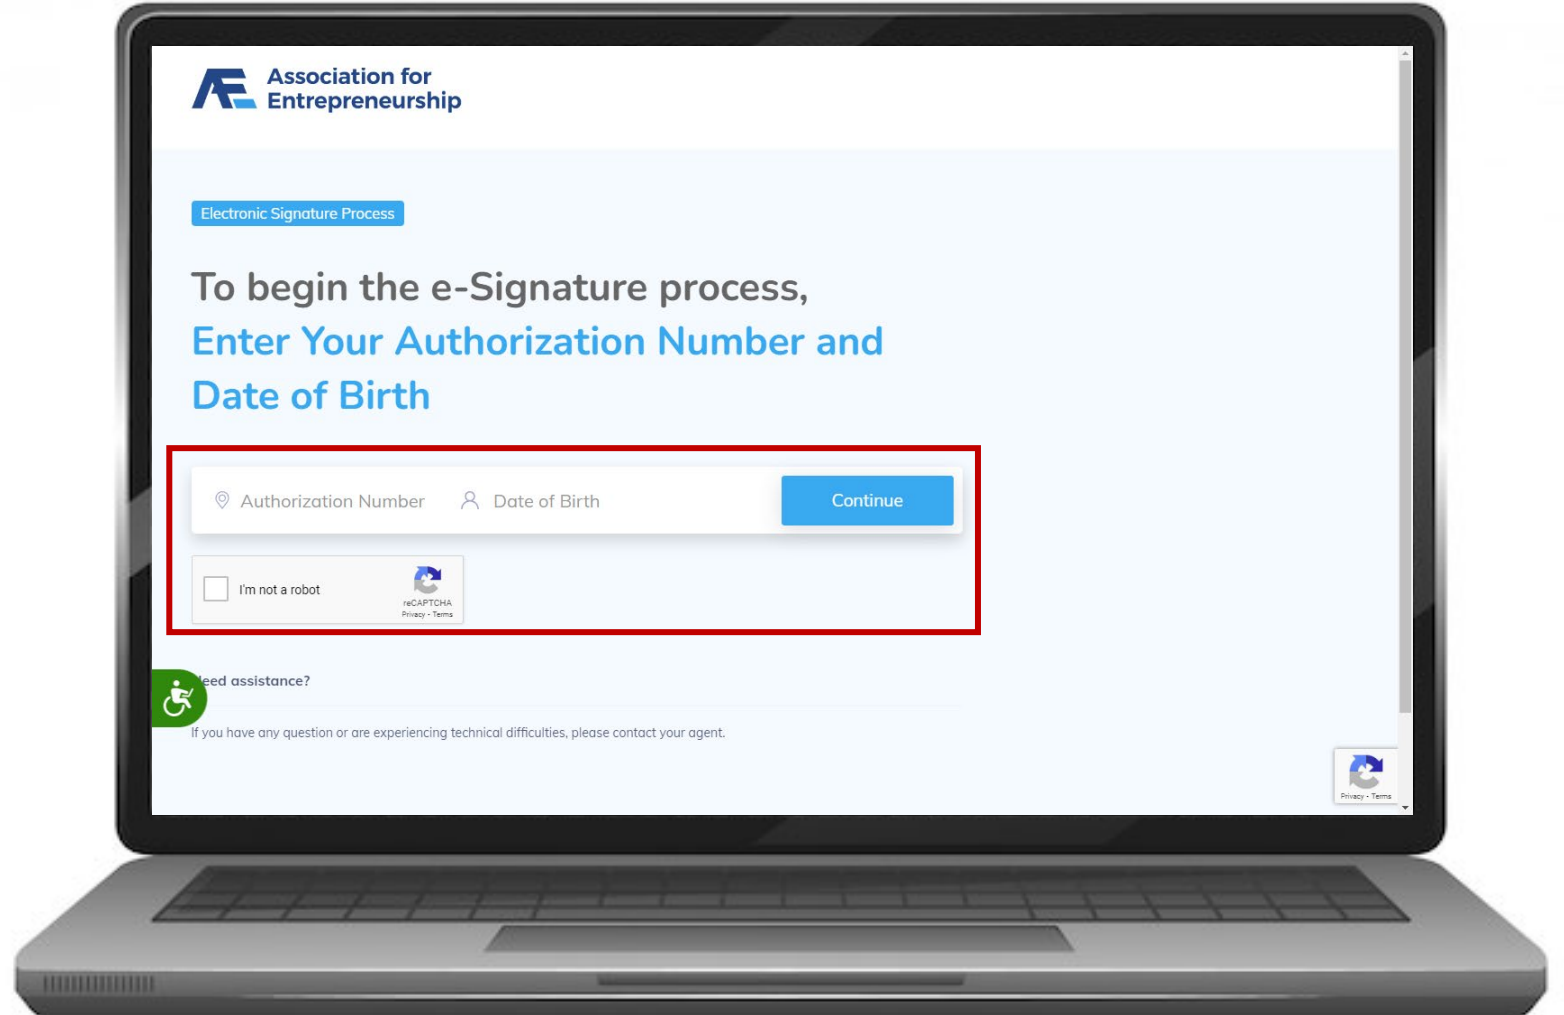 Association for
Entrepreneurship
Electronic Signature Process
To begin the e-Signature process,
Enter Your Authorization Number and
Date of Birth
Authorization Number Date of Birth Continue
I'm not a robot
reCAPTCHA
Privacy - Terms
eed assistance?
If you have any question or are experiencing technical difficulties, please contact your agent.
Privacy - Terms